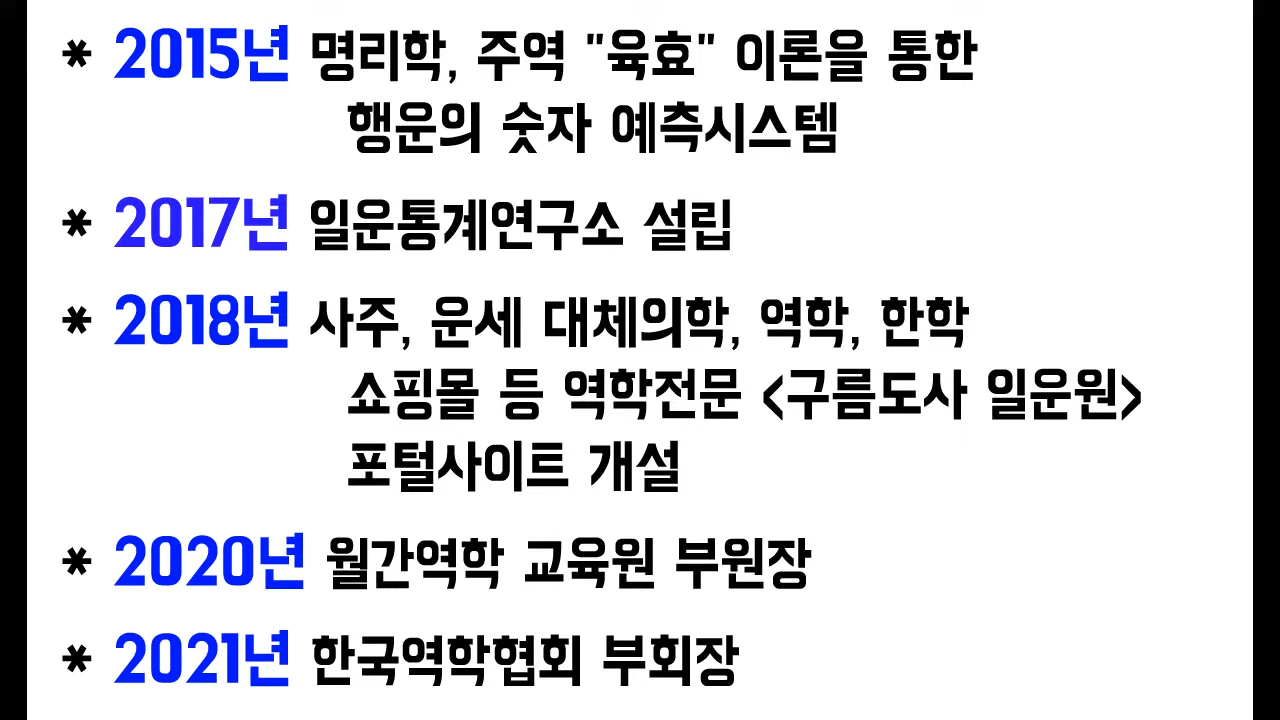 * 2015년 명리학, 주역 "육효" 이론을 통한
행운의 숫자 예측시스템
* 2017년 일운통계연구소 설립
* 2018년 사주, 운세 대체의학, 역학, 한학
쇼핑몰 등 역학전문 <구름도사 일운원>
포털사이트 개설
* 2020년 월간역학 교육원 부원장
* 2021년 한국역학협회 부회장